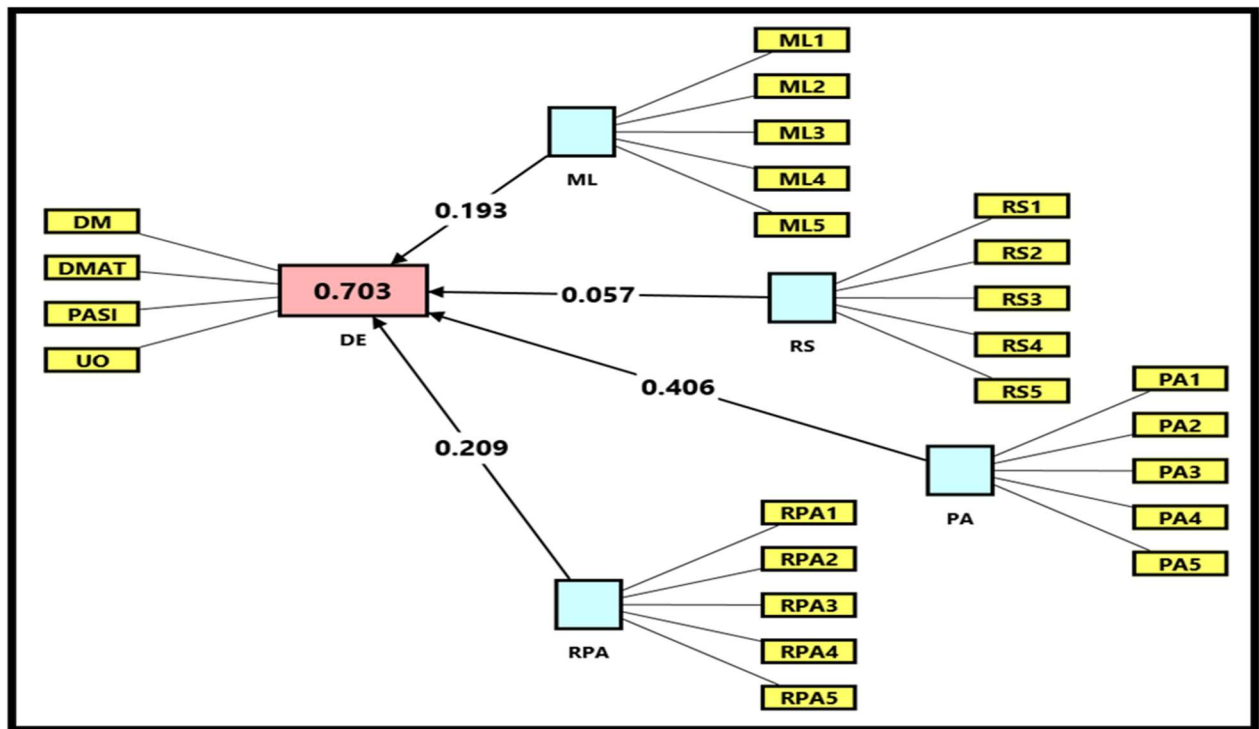 ML1
ML2
ML3
ML4
ML5
ML
0.193
RS1
RS2
RS3
RS4
RS5
RS
0.057
DM
DMAT
PASI
UO
0.703
DE
0.406
PA1
PA2
PA3
PA4
PA5
PA
0.209
RPA1
RPA2
RPA3
RPA4
RPA5
RPA